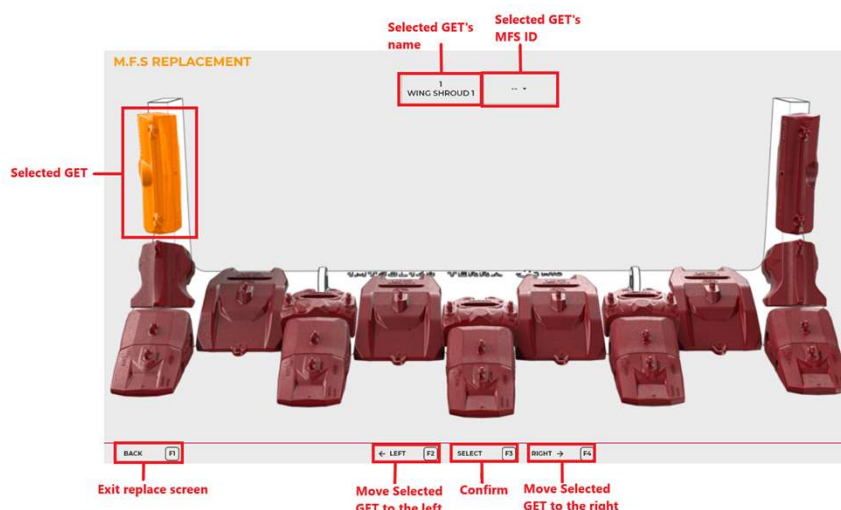 Selected GET's
name
Selected GET's
MFS ID
M.F.S REPLACEMENT
1
WING SHROUD 1
--
Selected GET
BACK F1
← LEFT F2
SELECT F3
RIGHT → F4
Exit replace screen
Move Selected
GET to the left
Confirm
Move Selected
GET to the right